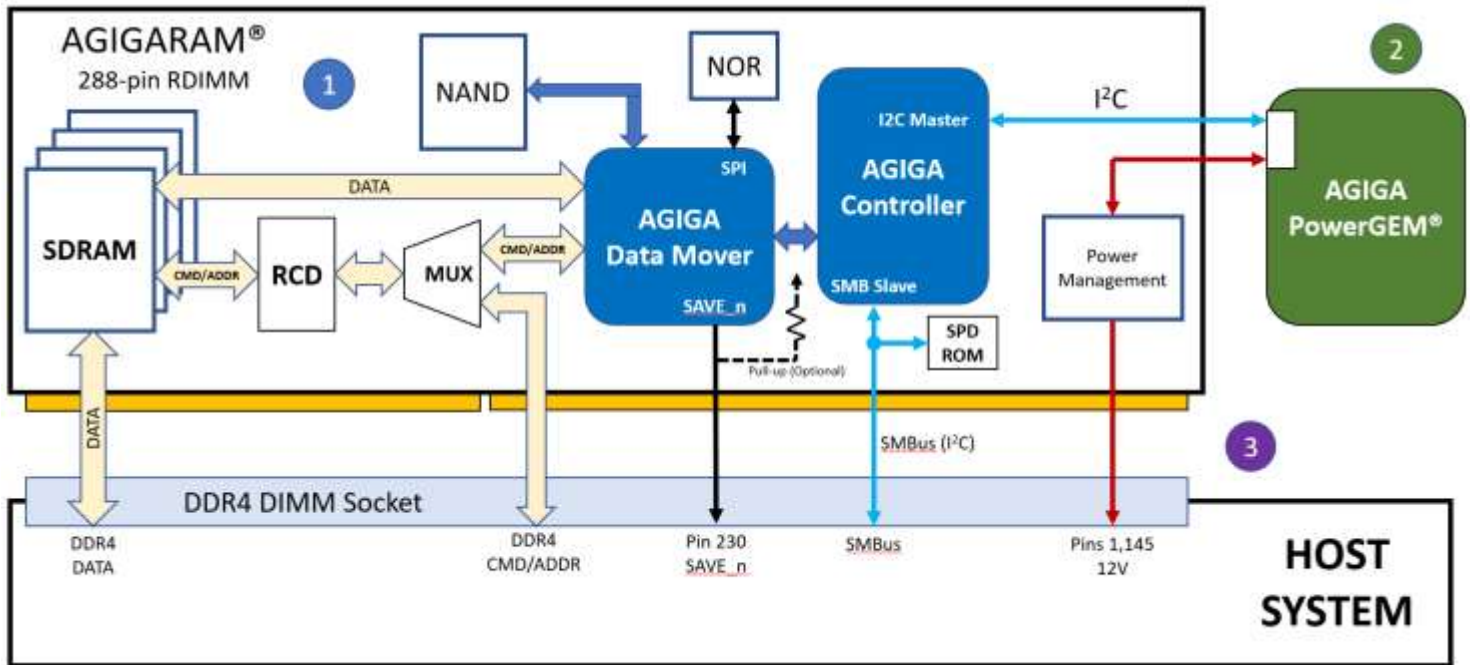 AGIGARAM®
288-pin RDIMM
1
NAND
NOR
2
I²C
I2C Master
SPI
DATA
AGIGA
Controller
AGIGA
PowerGEM®
SDRAM
CMD/ADDR
RCD
MUX
CMD/ADDR
AGIGA
Data Mover
Power
Management
SMB Slave
SAVE_n
SPD
ROM
Pull-up (Optional)
DATA
SMBus (I²C)
3
DDR4 DIMM Socket
DDR4
DATA
DDR4
CMD/ADDR
Pin 230
SAVE_n
SMBus
Pins 1,145
12V
HOST
SYSTEM